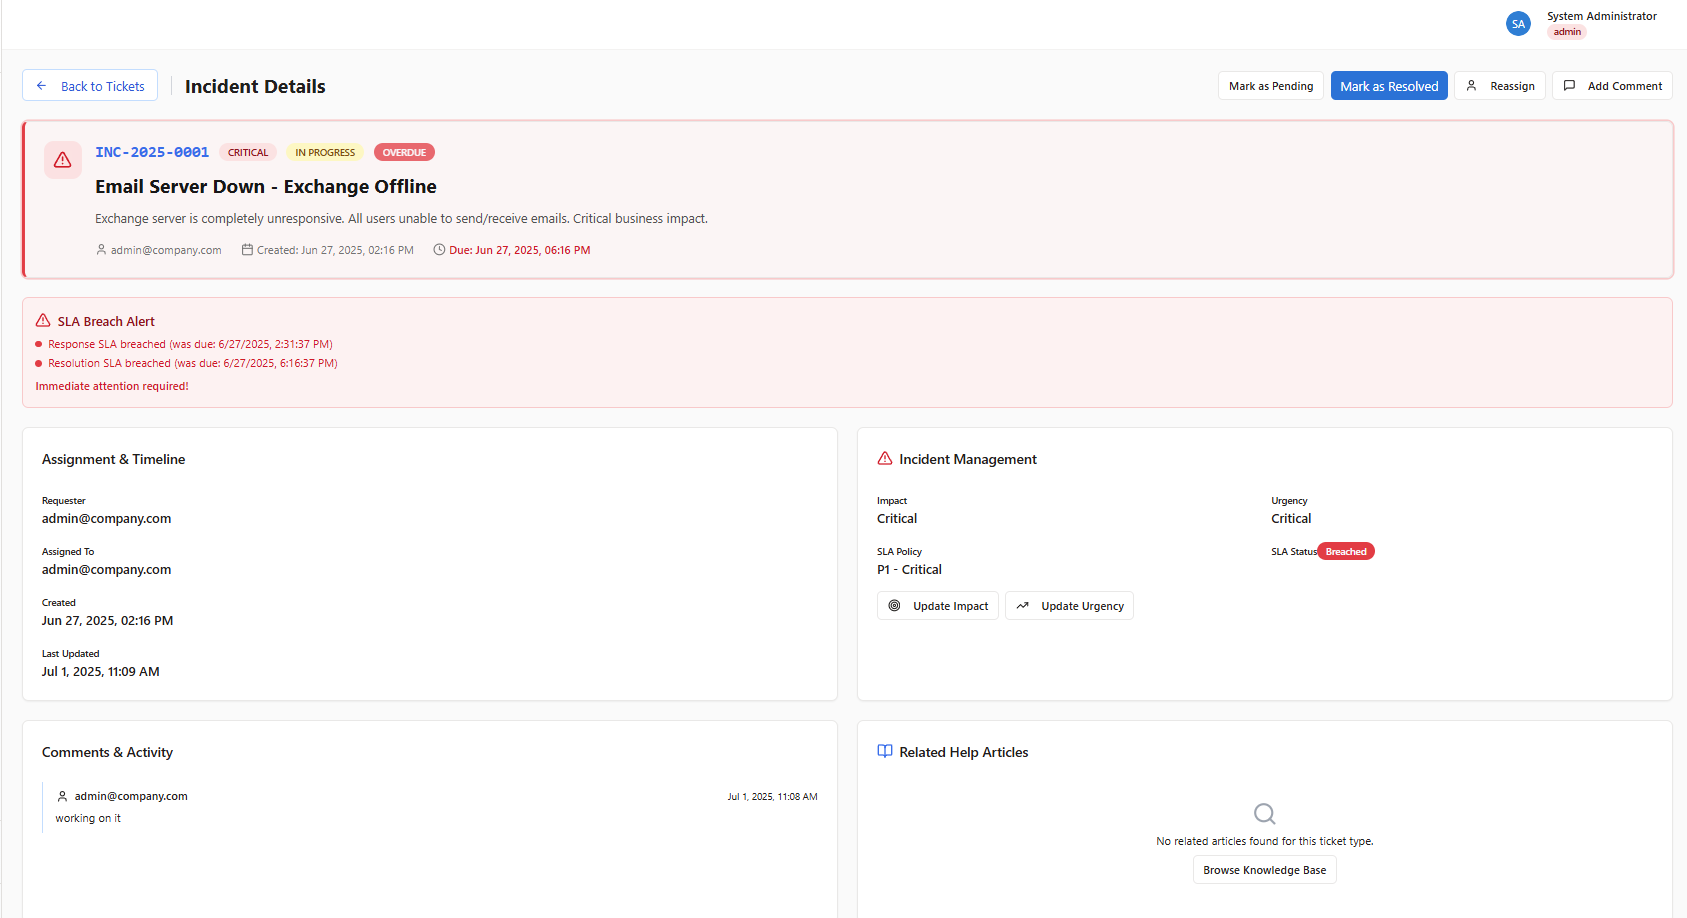 SA
System Administrator
admin
Back to Tickets
Incident Details
Mark as Pending
Mark as Resolved
Reassign
Add Comment
INC-2025-0001
CRITICAL
IN PROGRESS
OVERDUE
Email Server Down - Exchange Offline
Exchange server is completely unresponsive. All users unable to send/receive emails. Critical business impact.
admin@company.com
Created: Jun 27, 2025, 02:16 PM
Due: Jun 27, 2025, 06:16 PM
SLA Breach Alert
Response SLA breached (was due: 6/27/2025, 2:31:37 PM)
Resolution SLA breached (was due: 6/27/2025, 6:16:37 PM)
Immediate attention required!
Assignment & Timeline
Requester
admin@company.com
Assigned To
admin@company.com
Created
Jun 27, 2025, 02:16 PM
Last Updated
Jul 1, 2025, 11:09 AM
Incident Management
Impact
Critical
Urgency
Critical
SLA Policy
P1 - Critical
SLA Status
Breached
Update Impact
Update Urgency
Comments & Activity
admin@company.com
Jul 1, 2025, 11:08 AM
working on it
Related Help Articles
No related articles found for this ticket type.
Browse Knowledge Base